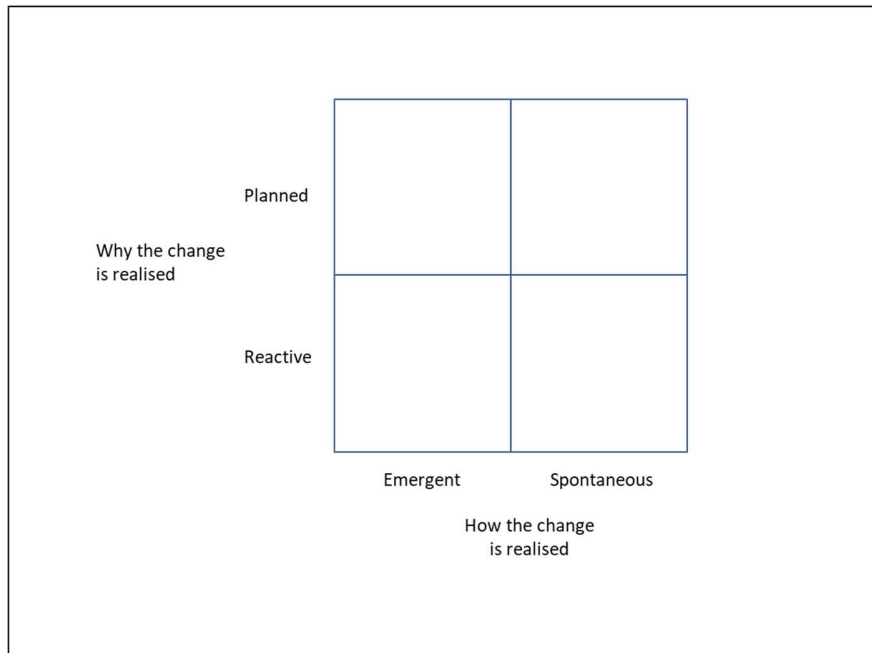 Planned
Why the change
is realised
Reactive
Emergent
Spontaneous
How the change
is realised